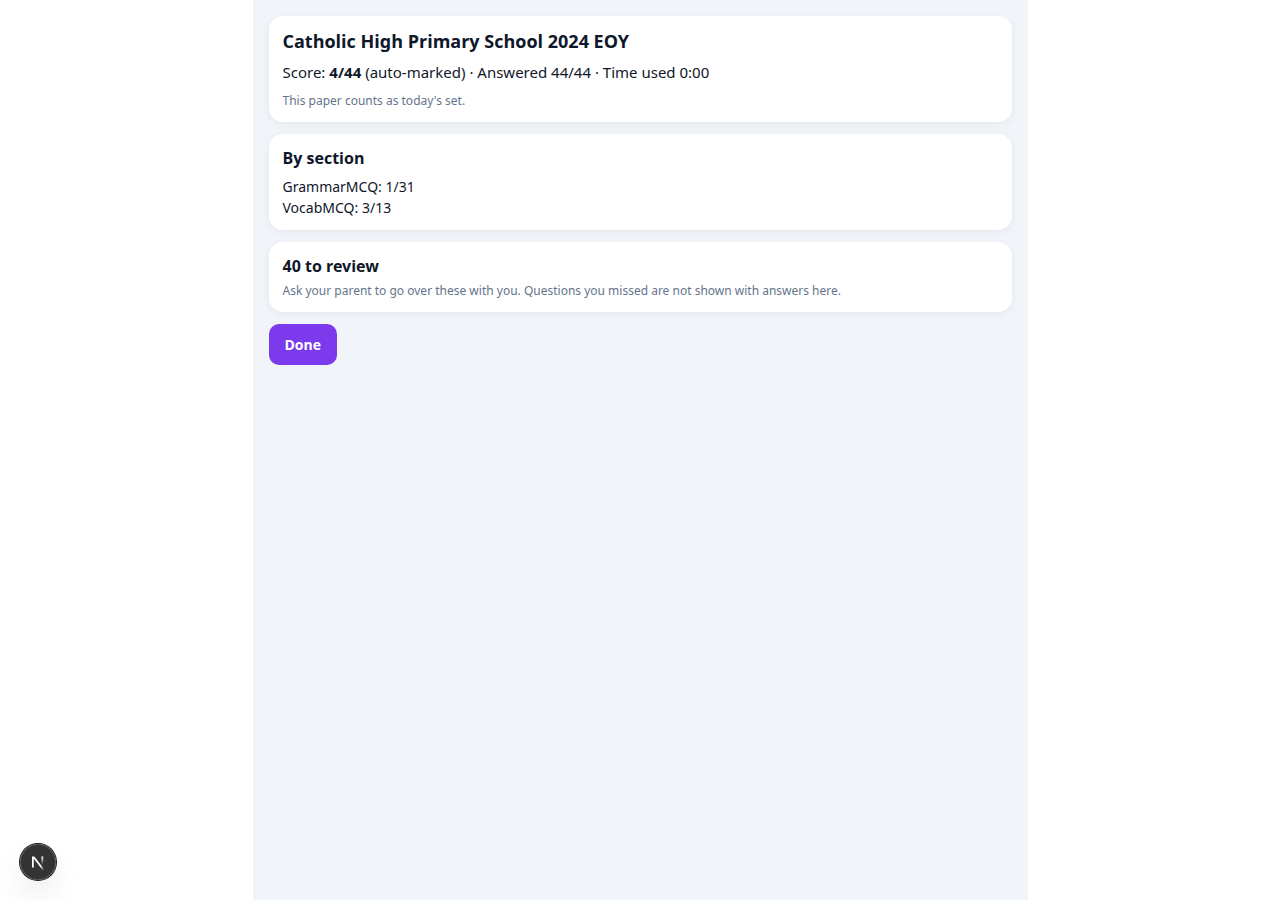 Catholic High Primary School 2024 EOY
Score: 4/44 (auto-marked) · Answered 44/44 · Time used 0:00
This paper counts as today's set.
By section
GrammarMCQ: 1/31
VocabMCQ: 3/13
40 to review
Ask your parent to go over these with you. Questions you missed are not shown with answers here.
Done
N